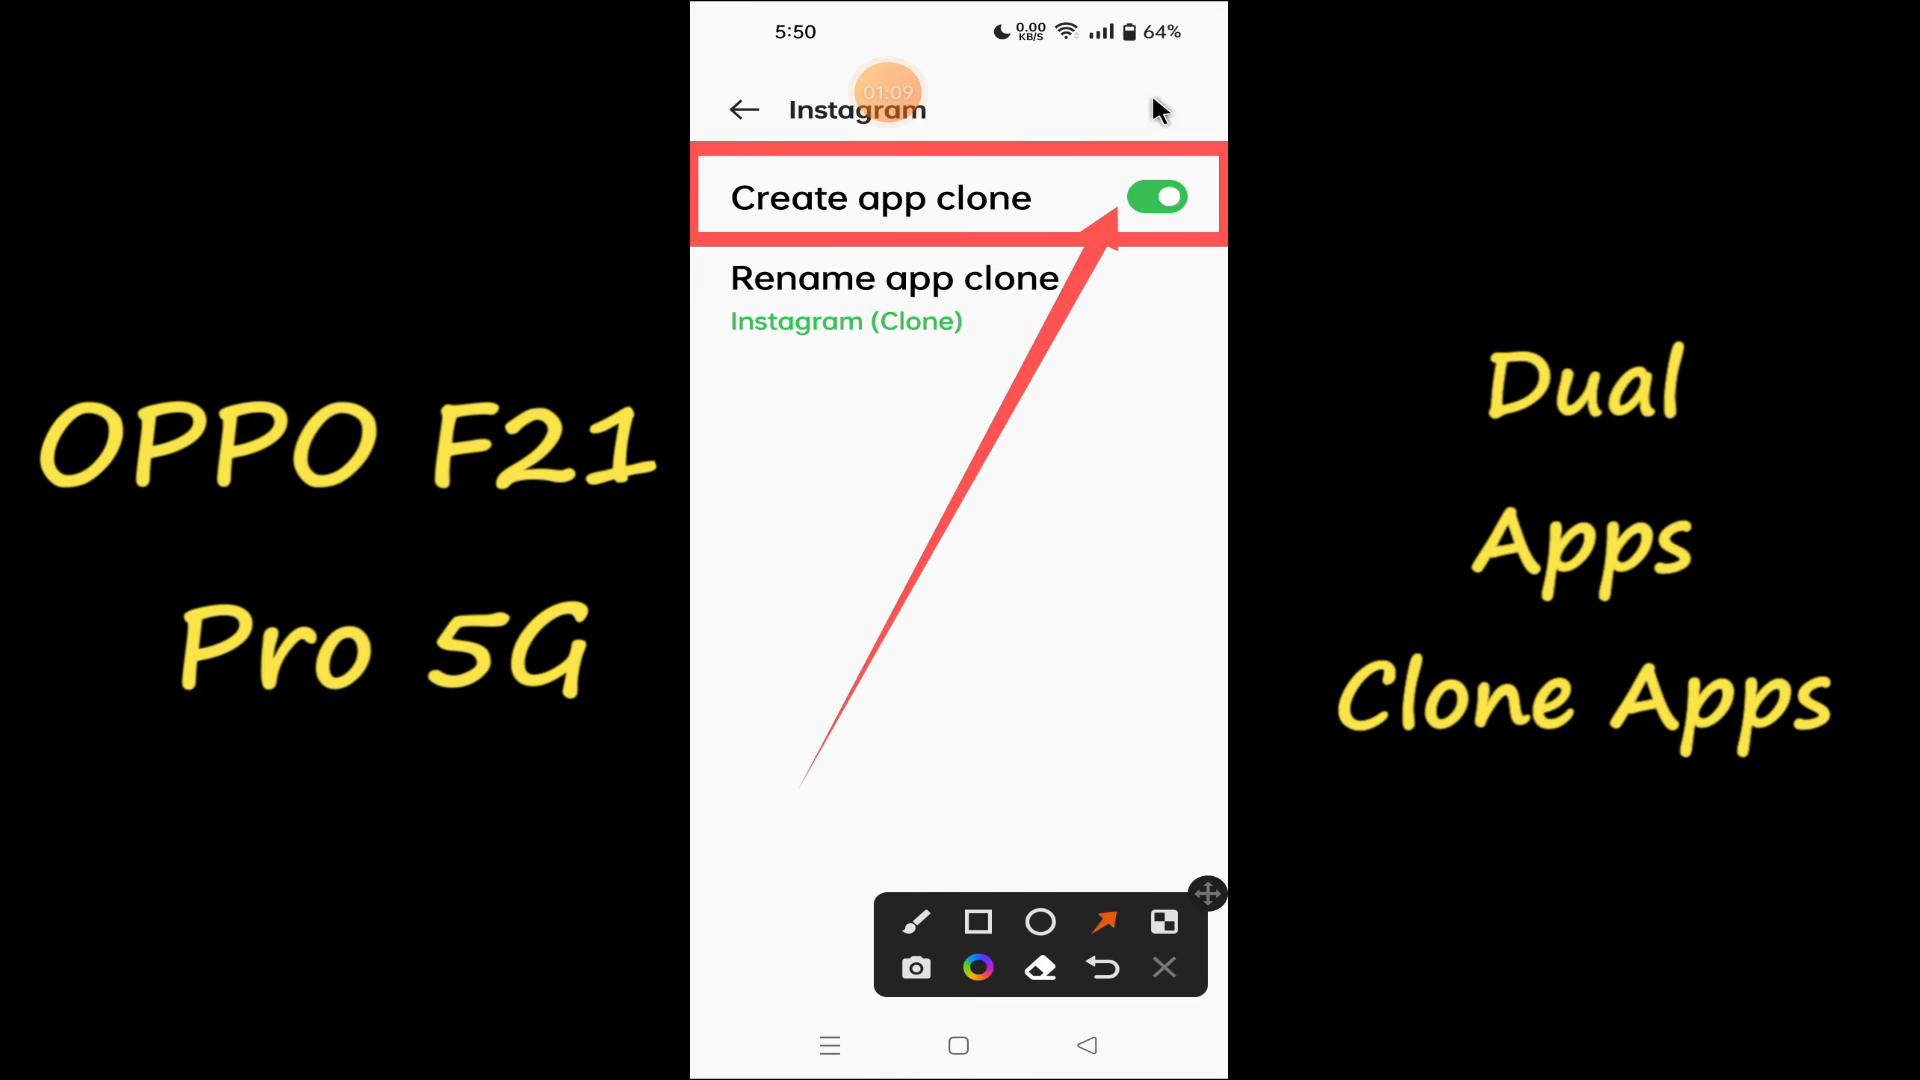 5:50
0.00
KB/S
64%
01:09
Instagram
Create app clone
Rename app clone
Instagram (Clone)
OPPO F21
Pro 5G
Dual
Apps
Clone Apps